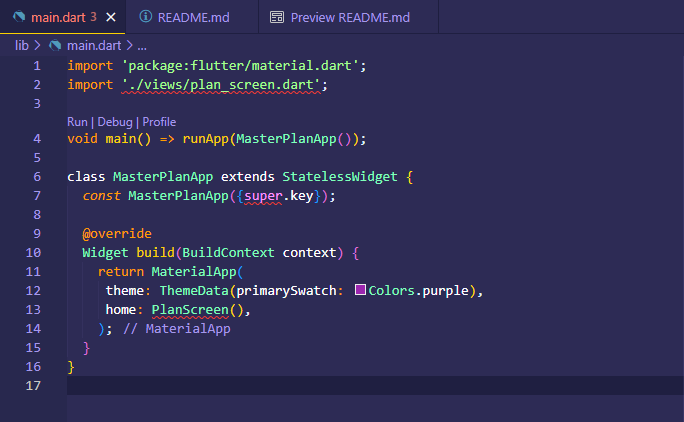 main.dart 3 README.md Preview README.md
lib > main.dart > ...
1 import 'package:flutter/material.dart';
2 import './views/plan_screen.dart';
3
Run | Debug | Profile
4 void main() => runApp(MasterPlanApp());
5
6 class MasterPlanApp extends StatelessWidget {
7 const MasterPlanApp({super.key});
8
9 @override
10 Widget build(BuildContext context) {
11 return MaterialApp(
12 theme: ThemeData(primarySwatch: Colors.purple),
13 home: PlanScreen(),
14 ); // MaterialApp
15 }
16 }
17